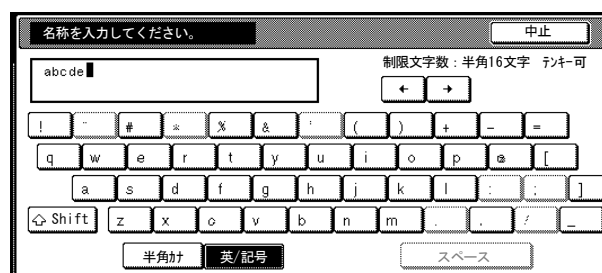 名称を入力してください。 中止
abcde 制限文字数：半角16文字 テンキー可
← →
! ¨ # * % & ' ( ) + − =
q w e r t y u i o p @ [
a s d f g h j k l : ; ]
Shift z x c v b n m . , / _
半角ｶﾅ 英/記号 スペース